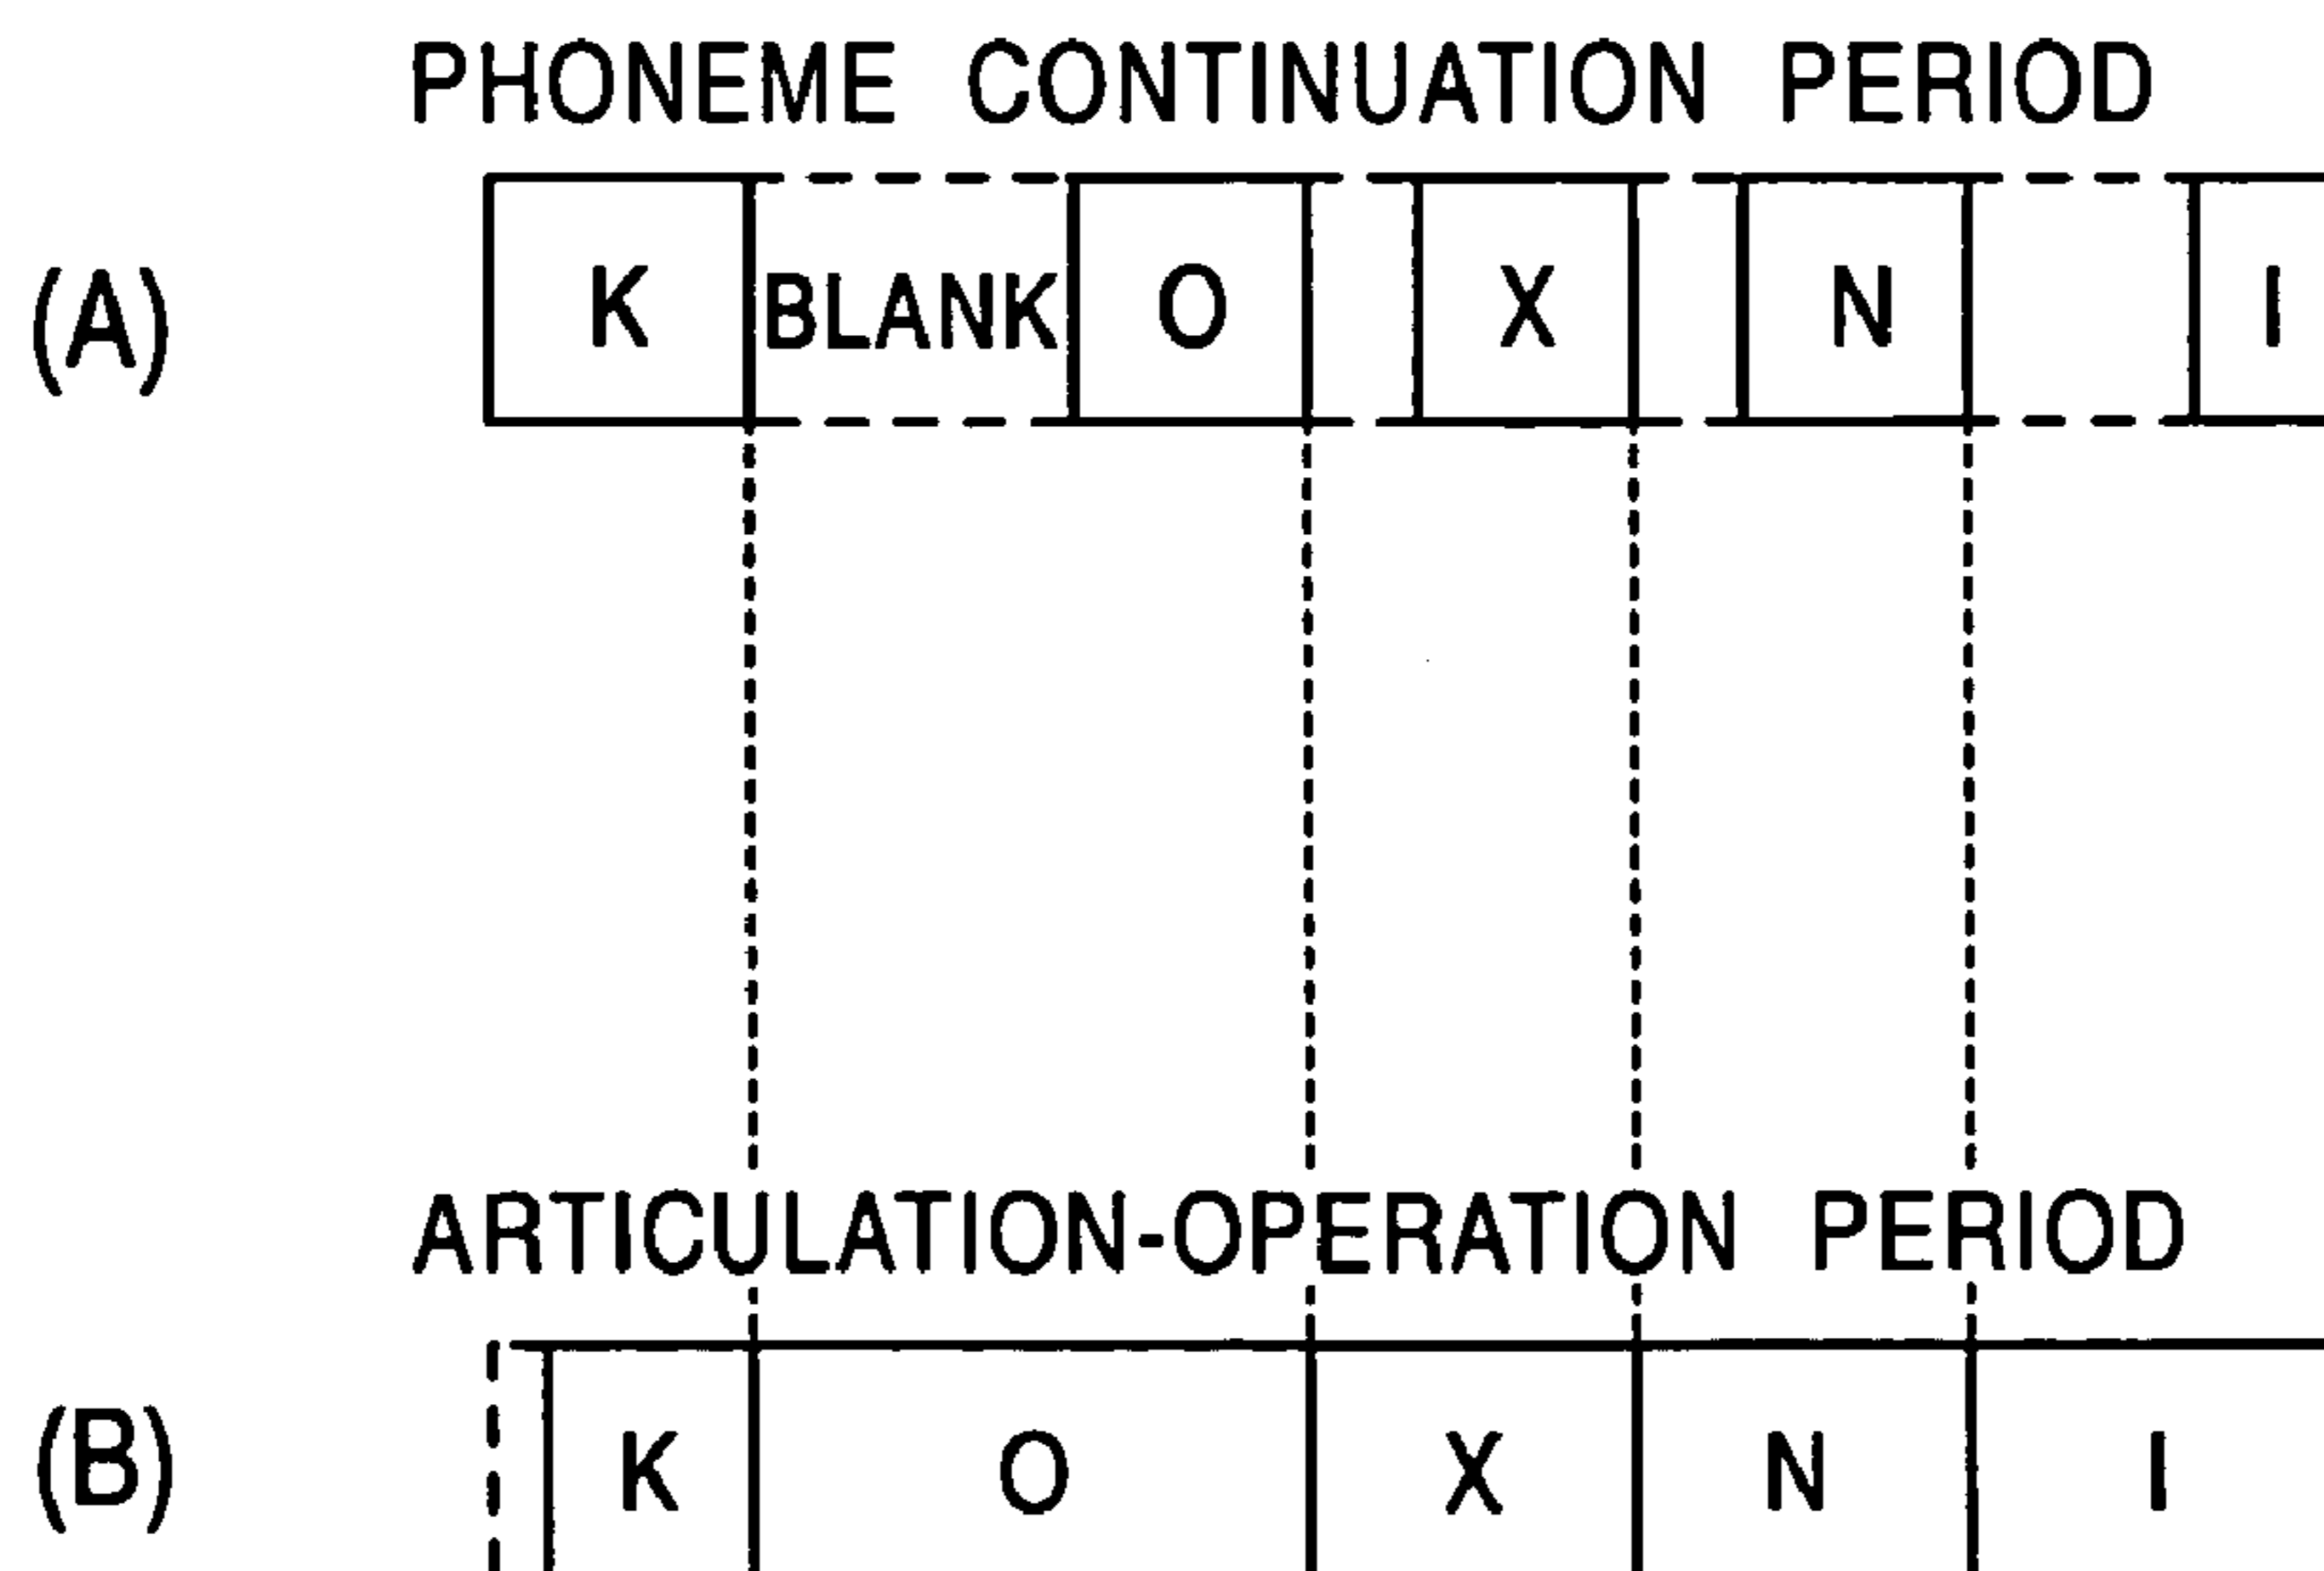 PHONEME CONTINUATION PERIOD
(A) K BLANK O X N I
ARTICULATION-OPERATION PERIOD
(B) K O X N I